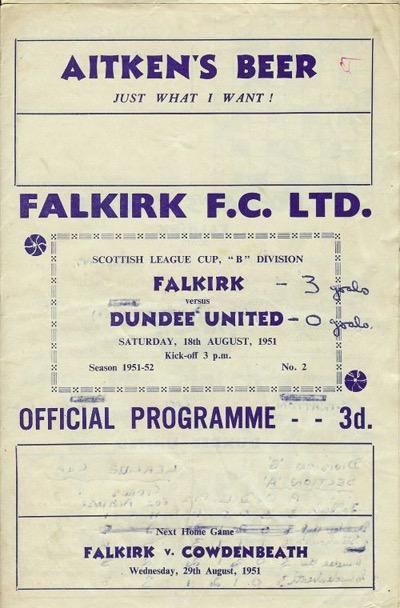 AITKEN'S BEER
JUST WHAT I WANT!
FALKIRK F.C. LTD.
SCOTTISH LEAGUE CUP, "B" DIVISION
FALKIRK - 3 goals
versus
DUNDEE UNITED - 0 goals.
SATURDAY, 18th AUGUST, 1951
Kick-off 3 p.m.
Season 1951-52 No. 2
OFFICIAL PROGRAMME - - 3d.
Next Home Game
FALKIRK v. COWDENBEATH
Wednesday, 29th August, 1951